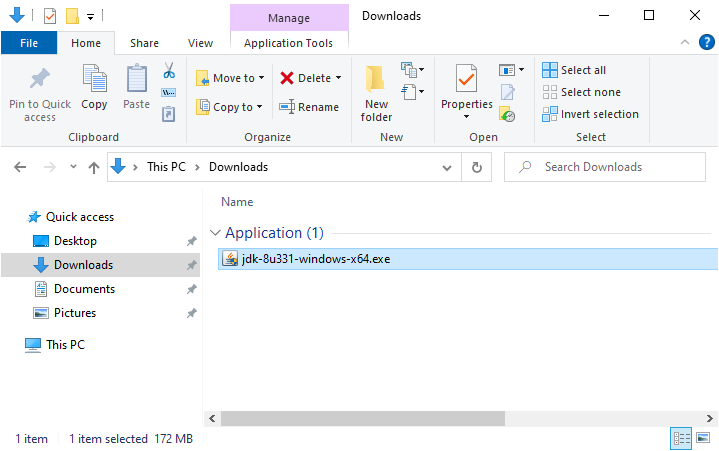 Manage
Downloads
File
Home
Share
View
Application Tools
Pin to Quick
access
Copy
Paste
Move to
Copy to
Delete
Rename
New
folder
Properties
Select all
Select none
Invert selection
Clipboard
Organize
New
Open
Select
This PC > Downloads
Search Downloads
Name
Quick access
Desktop
Downloads
Documents
Pictures
This PC
Application (1)
jdk-8u331-windows-x64.exe
1 item
1 item selected 172 MB